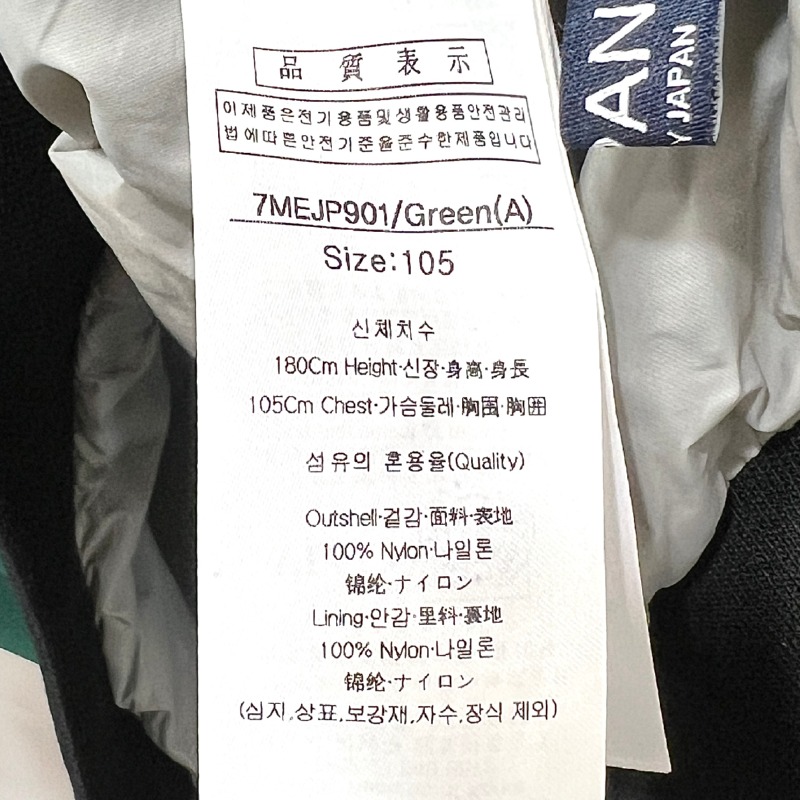 品質表示
이제품은전기용품및생활용품안전관리
법에따른안전기준을준수한제품입니다
7MEJP901/Green(A)
Size:105
신체치수
180Cm Height·신장·身高·身長
105Cm Chest·가슴둘레·胸围·胸囲
섬유의 혼용율(Quality)
Outshell·겉감·面料·表地
100% Nylon·나일론
锦纶·ナイロン
Lining·안감·里料·裏地
100% Nylon·나일론
锦纶·ナイロン
(심지,상표,보강재,자수,장식 제외)
JAPAN